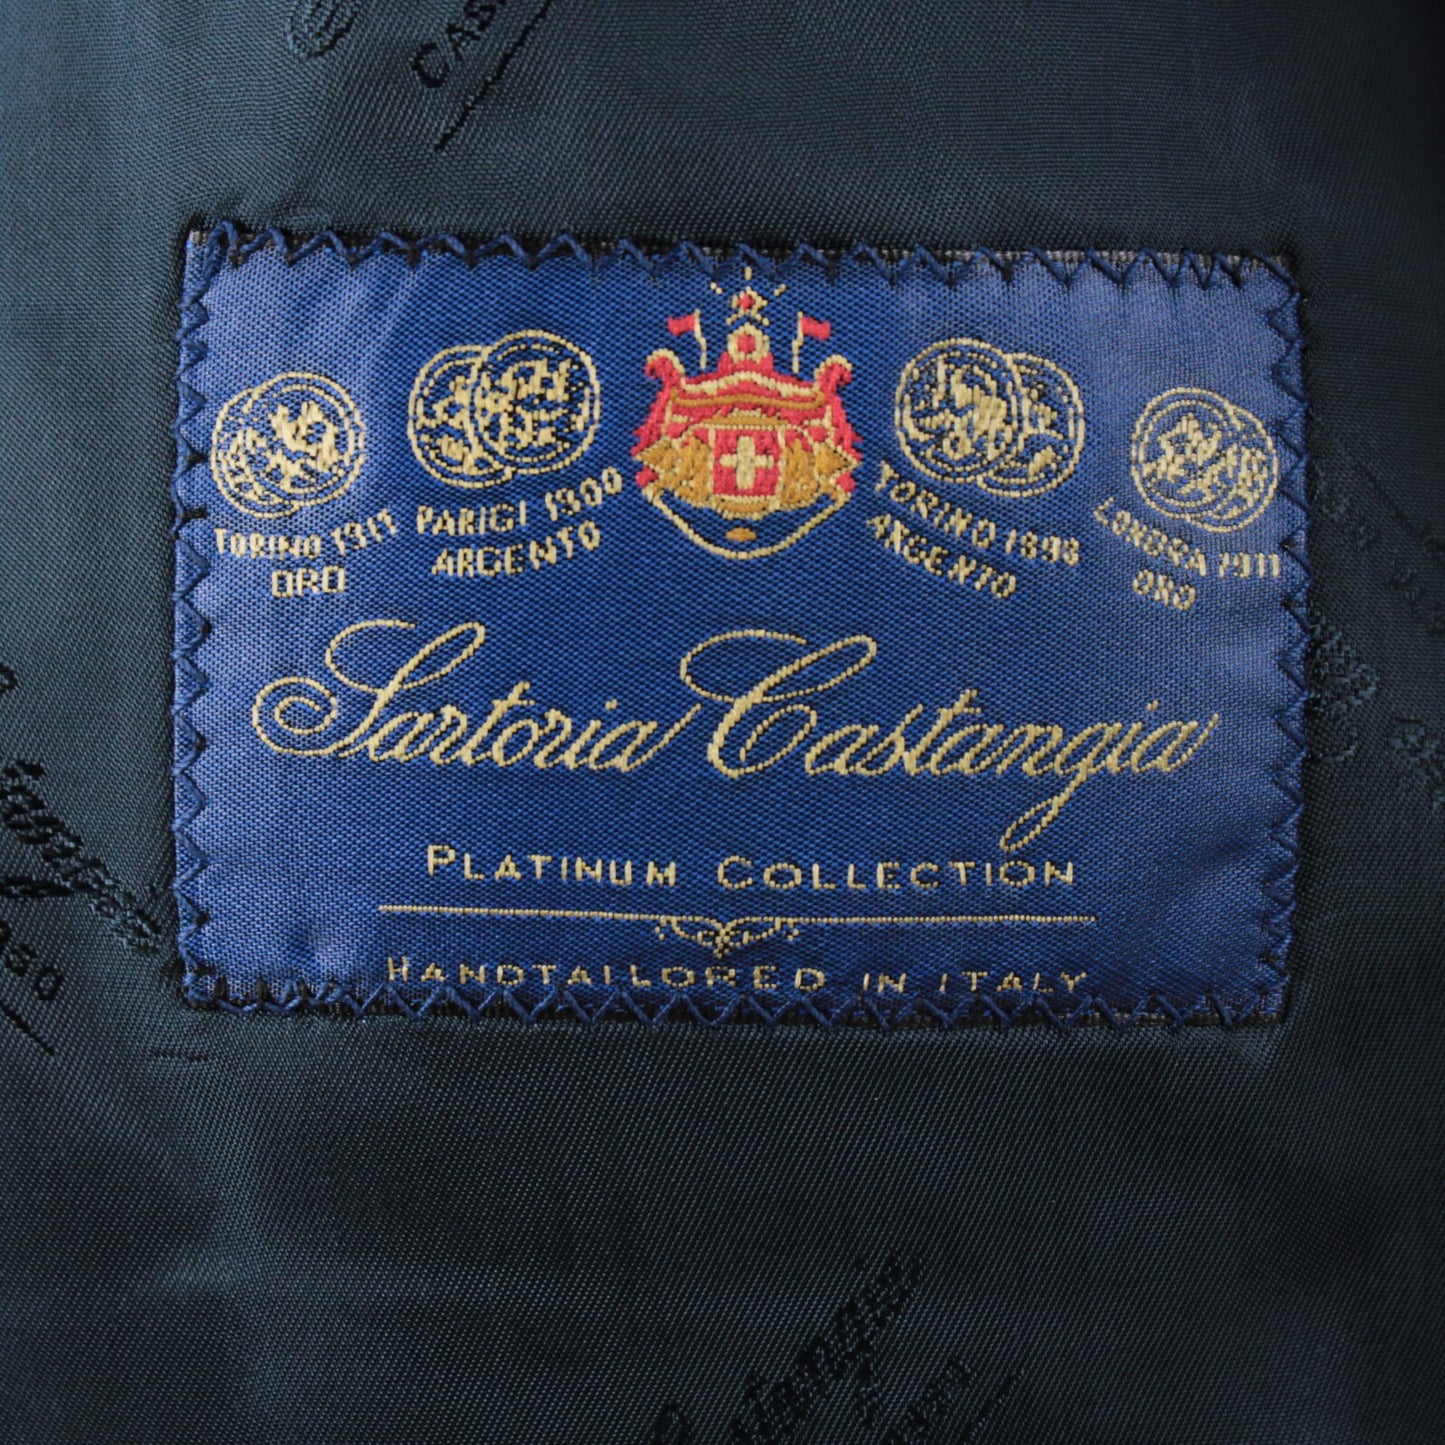 CAS
TORINO 1911
ORO
PARIGI 1900
ARGENTO
TORINO 1898
ARGENTO
LONDRA 1911
ORO
Sartoria Castangia
PLATINUM COLLECTION
HANDTAILORED IN ITALY